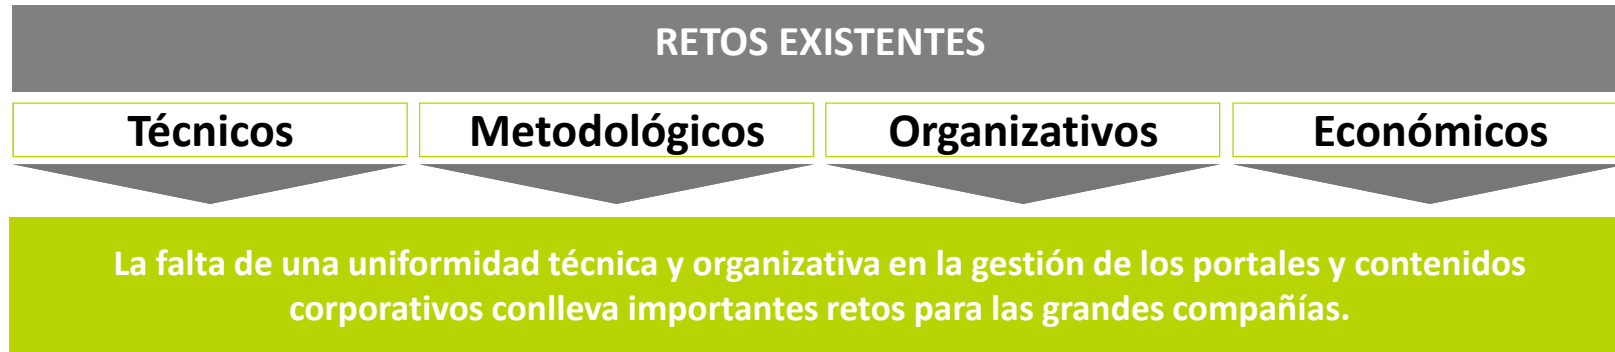 RETOS EXISTENTES
Técnicos
Metodológicos
Organizativos
Económicos
La falta de una uniformidad técnica y organizativa en la gestión de los portales y contenidos
corporativos conlleva importantes retos para las grandes compañías.